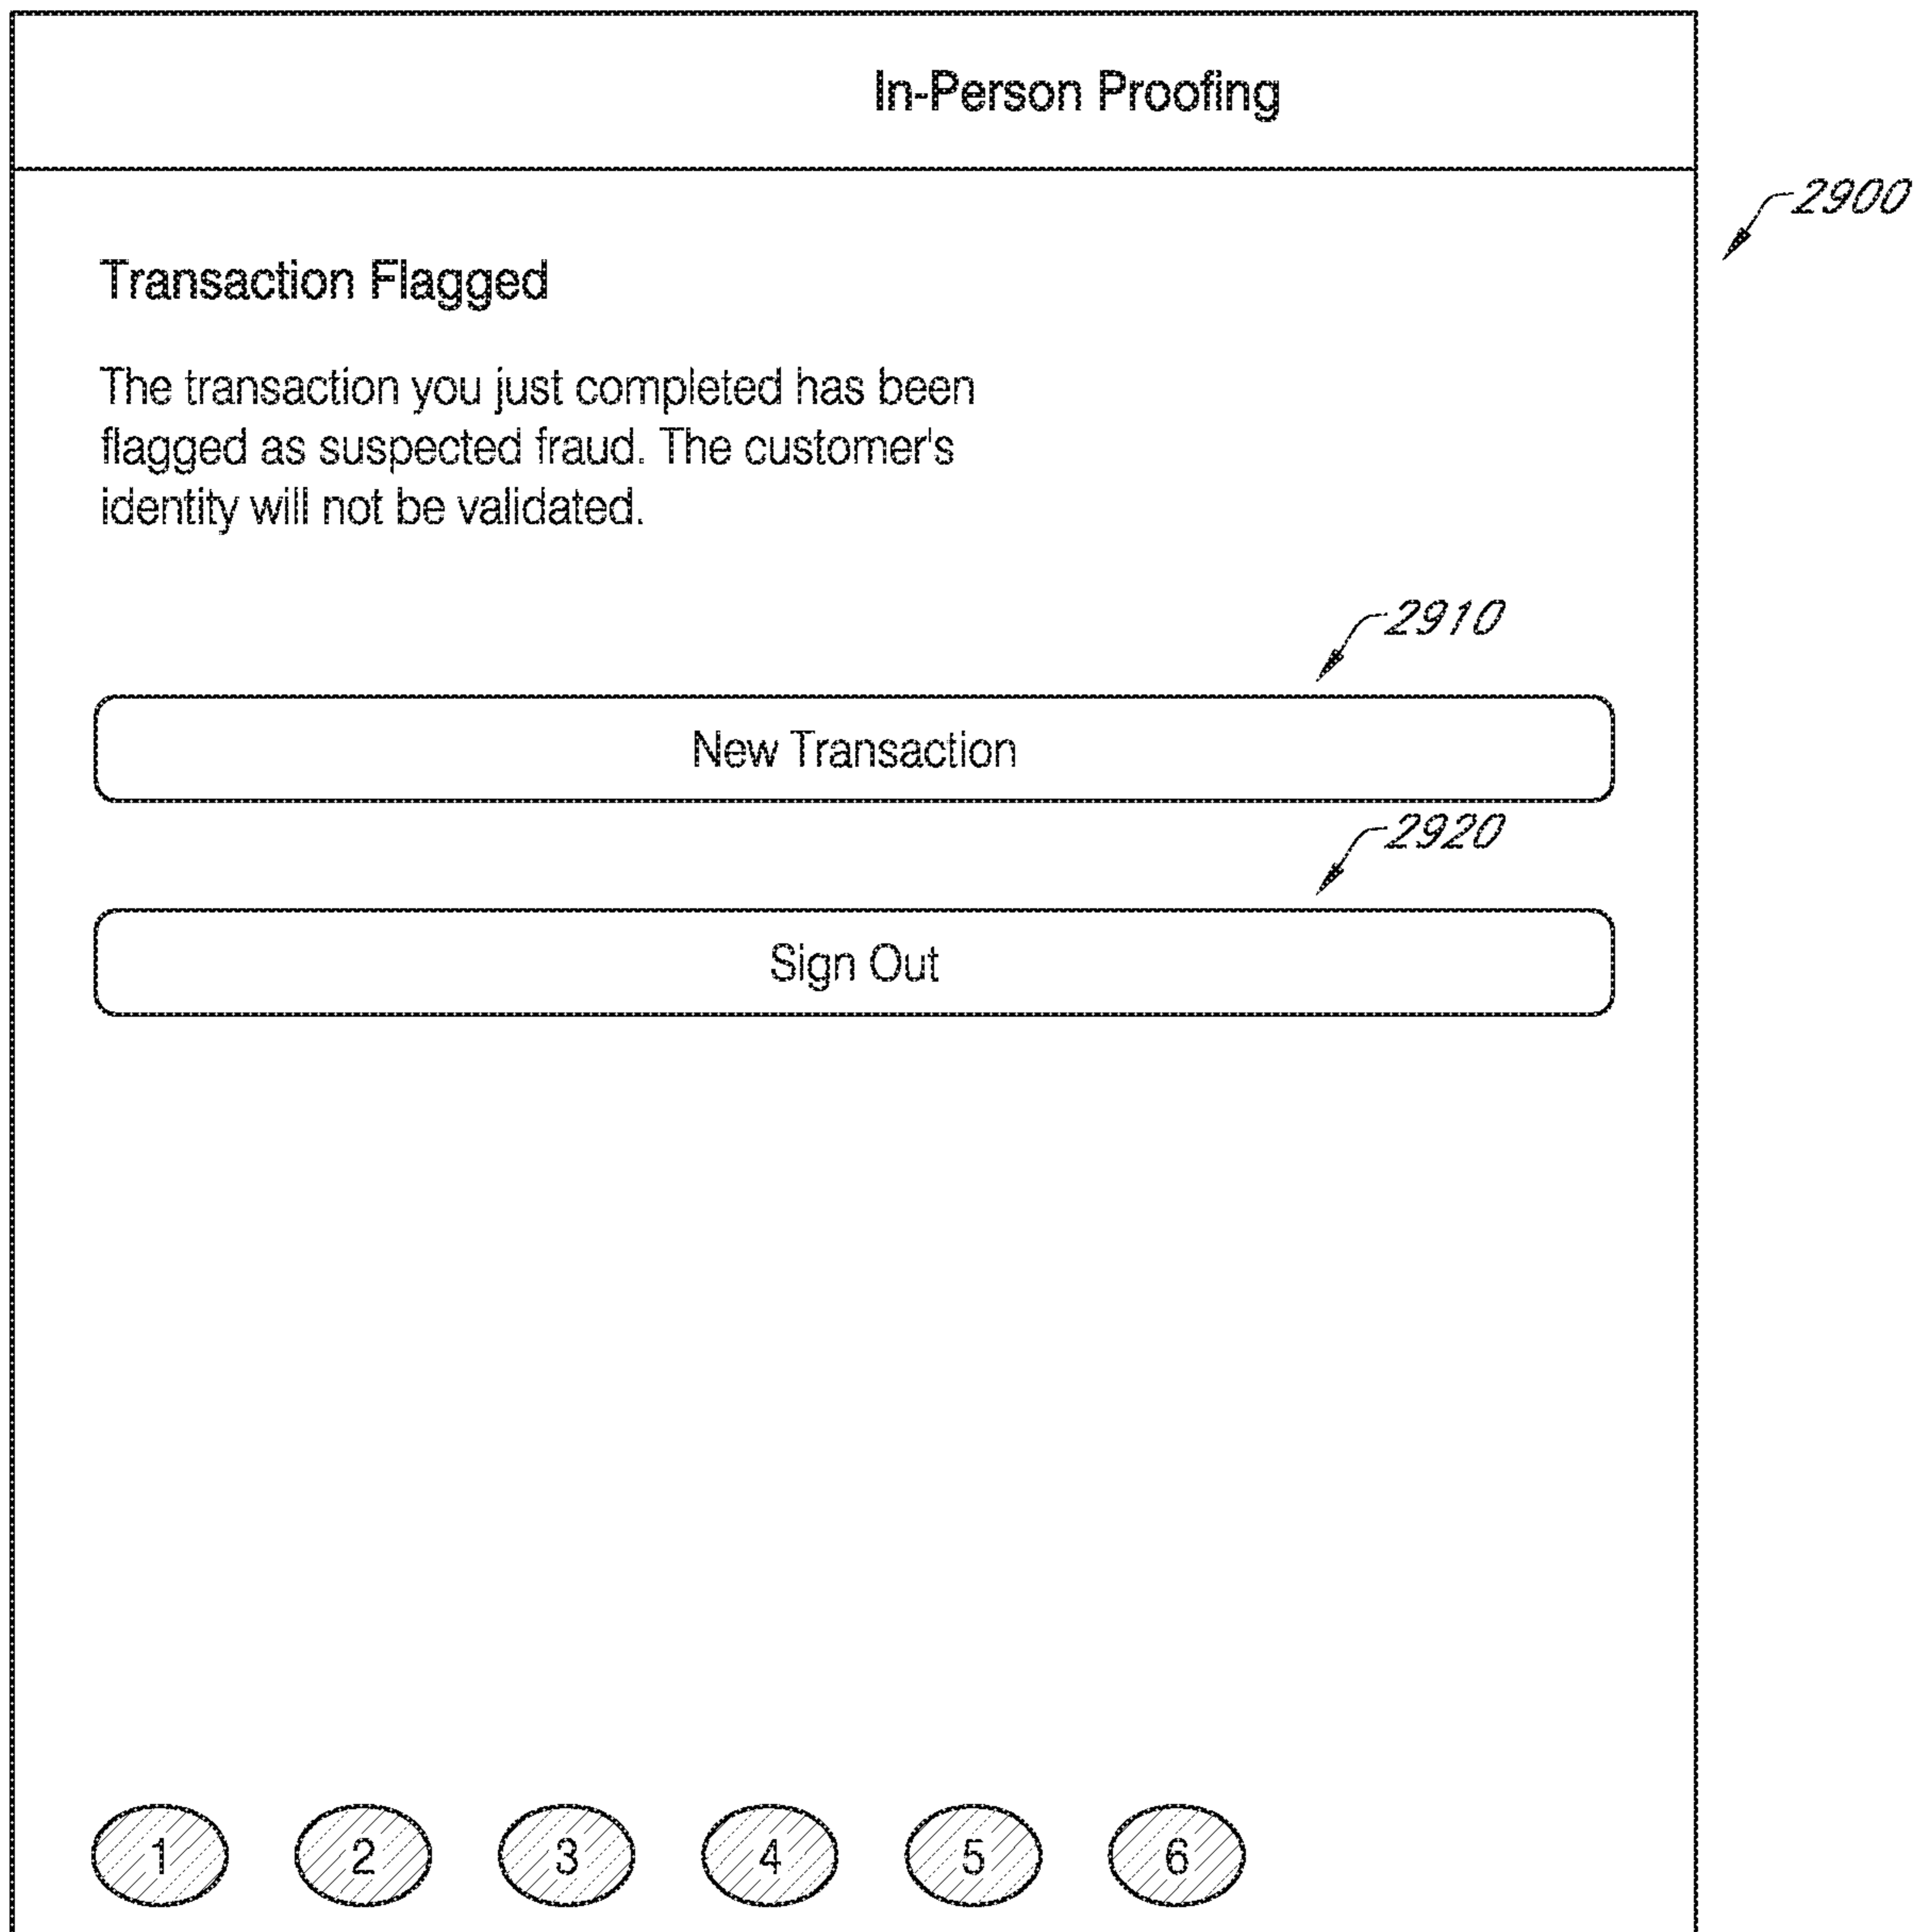 In-Person Proofing
2900
Transaction Flagged
The transaction you just completed has been
flagged as suspected fraud. The customer's
identity will not be validated.
2910
New Transaction
2920
Sign Out
1 2 3 4 5 6